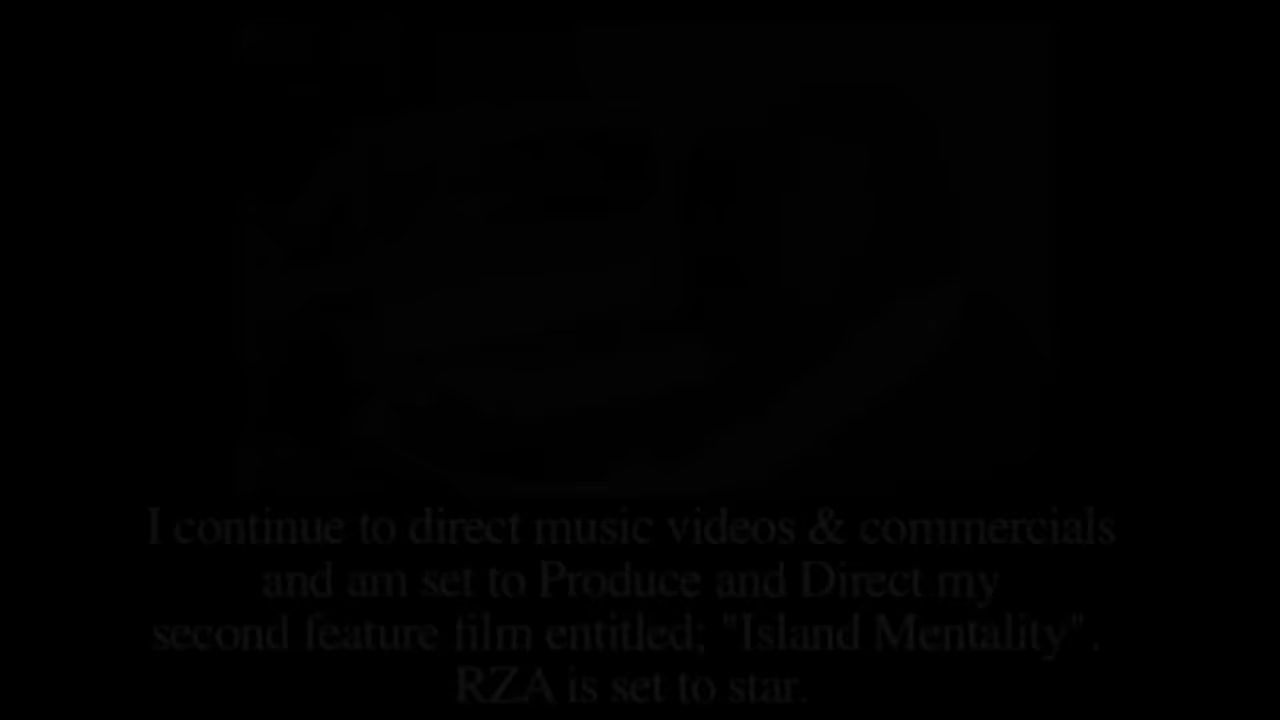 I continue to direct music videos & commercials
and am set to Produce and Direct my
second feature film entitled; "Island Mentality".
RZA is set to star.